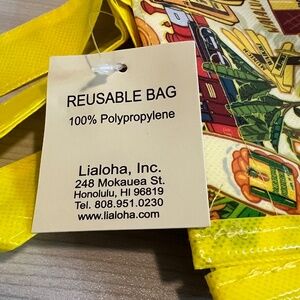 REUSABLE BAG
100% Polypropylene
Lialoha, Inc.
248 Mokauea St.
Honolulu, HI 96819
Tel. 808.951.0230
www.lialoha.com